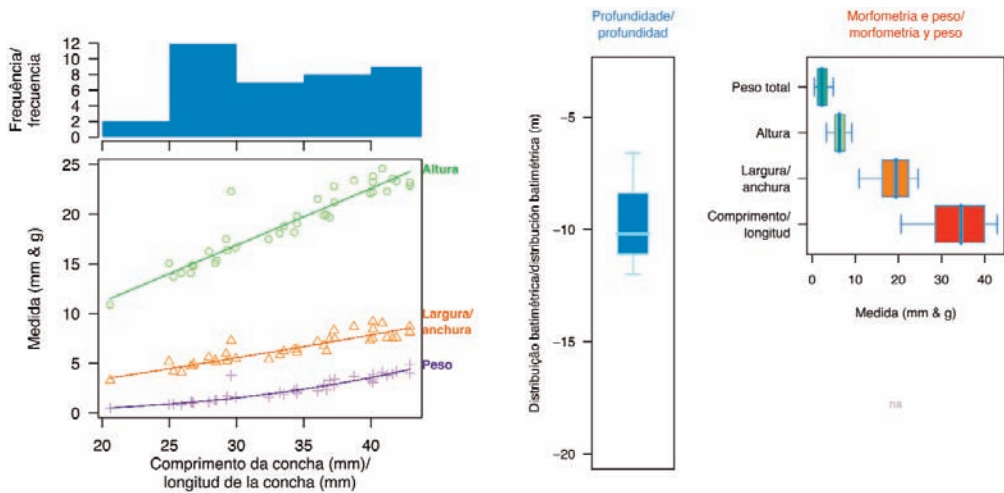 Frequência/
frecuencia
12
10
8
6
4
2
0
Medida (mm & g)
25
20
15
10
5
0
Altura
Largura/
anchura
Peso
20 25 30 35 40
Comprimento da concha (mm)/
longitud de la concha (mm)
Profundidade/
profundidad
Distribuição batimétrica/distribución batimétrica (m)
−5
−10
−15
−20
Morfometria e peso/
morfometría y peso
Peso total
Altura
Largura/
anchura
Comprimento/
longitud
0 10 20 30 40
Medida (mm & g)
na